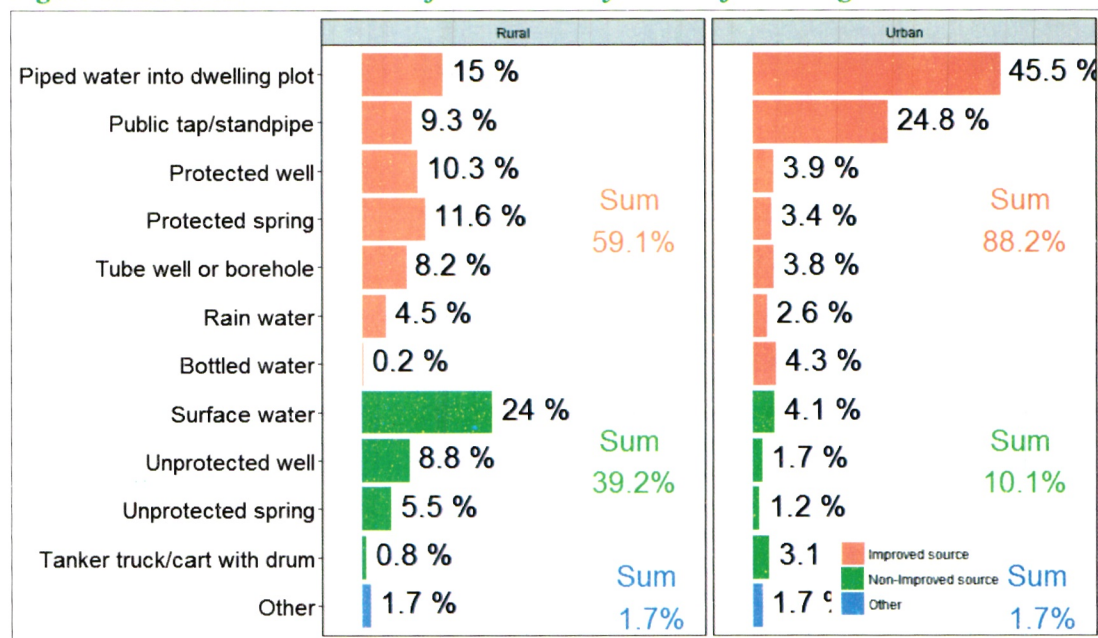 Rural Urban
Piped water into dwelling plot 15 % 45.5 %
Public tap/standpipe 9.3 % 24.8 %
Protected well 10.3 % 3.9 %
Sum Sum
Protected spring 11.6 % 3.4 %
59.1% 88.2%
Tube well or borehole 8.2 % 3.8 %
Rain water 4.5 % 2.6 %
Bottled water 0.2 % 4.3 %
Surface water 24 % 4.1 %
Sum Sum
Unprotected well 8.8 % 1.7 %
39.2% 10.1%
Unprotected spring 5.5 % 1.2 %
Tanker truck/cart with drum 0.8 % 3.1
Improved source
Sum Non-Improved source Sum
Other 1.7 % 1.7 Other
1.7% 1.7%